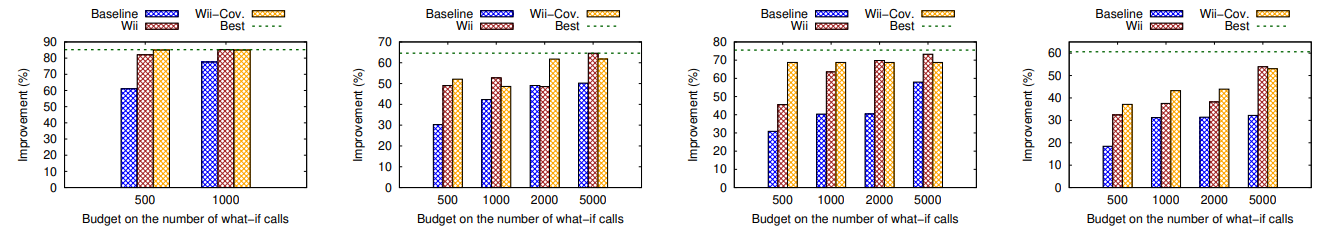 Baseline Wii-Cov.
Wii Best
90
80
70
60
50
40
30
20
10
0
Improvement (%)
500 1000
Budget on the number of what-if calls
Baseline Wii-Cov.
Wii Best
70
60
50
40
30
20
10
0
Improvement (%)
500 1000 2000 5000
Budget on the number of what-if calls
Baseline Wii-Cov.
Wii Best
80
70
60
50
40
30
20
10
0
Improvement (%)
500 1000 2000 5000
Budget on the number of what-if calls
Baseline Wii-Cov.
Wii Best
60
50
40
30
20
10
0
Improvement (%)
500 1000 2000 5000
Budget on the number of what-if calls